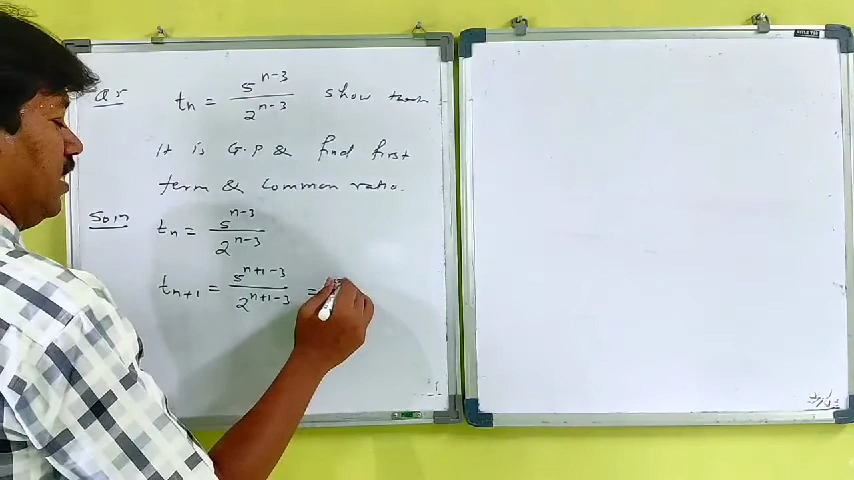 Qr tₙ = 5^(n-3) / 2^(n-3) show that
It is G.P & find first
term & common ratio.
Soln tₙ = 5^(n-3) / 2^(n-3)
tₙ₊₁ = 5^(n+1-3) / 2^(n+1-3) =